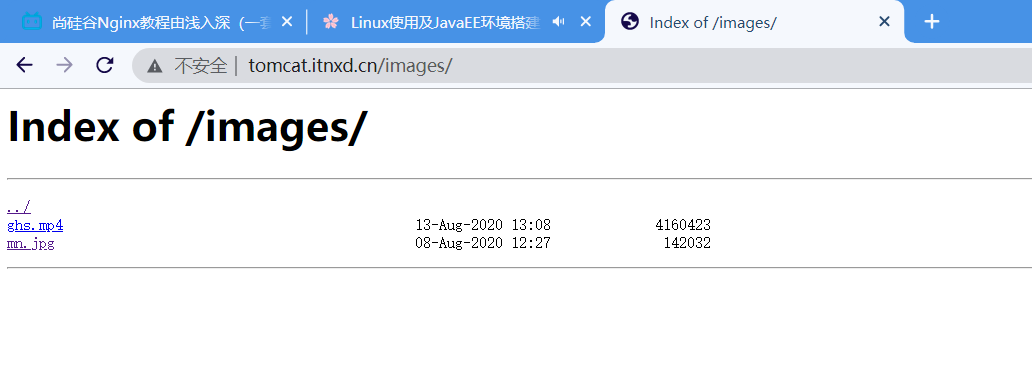 尚硅谷Nginx教程由浅入深（一套
Linux使用及JavaEE环境搭建
Index of /images/
不安全 | tomcat.itnxd.cn/images/
Index of /images/
../
ghs.mp4 13-Aug-2020 13:08 4160423
mn.jpg 08-Aug-2020 12:27 142032